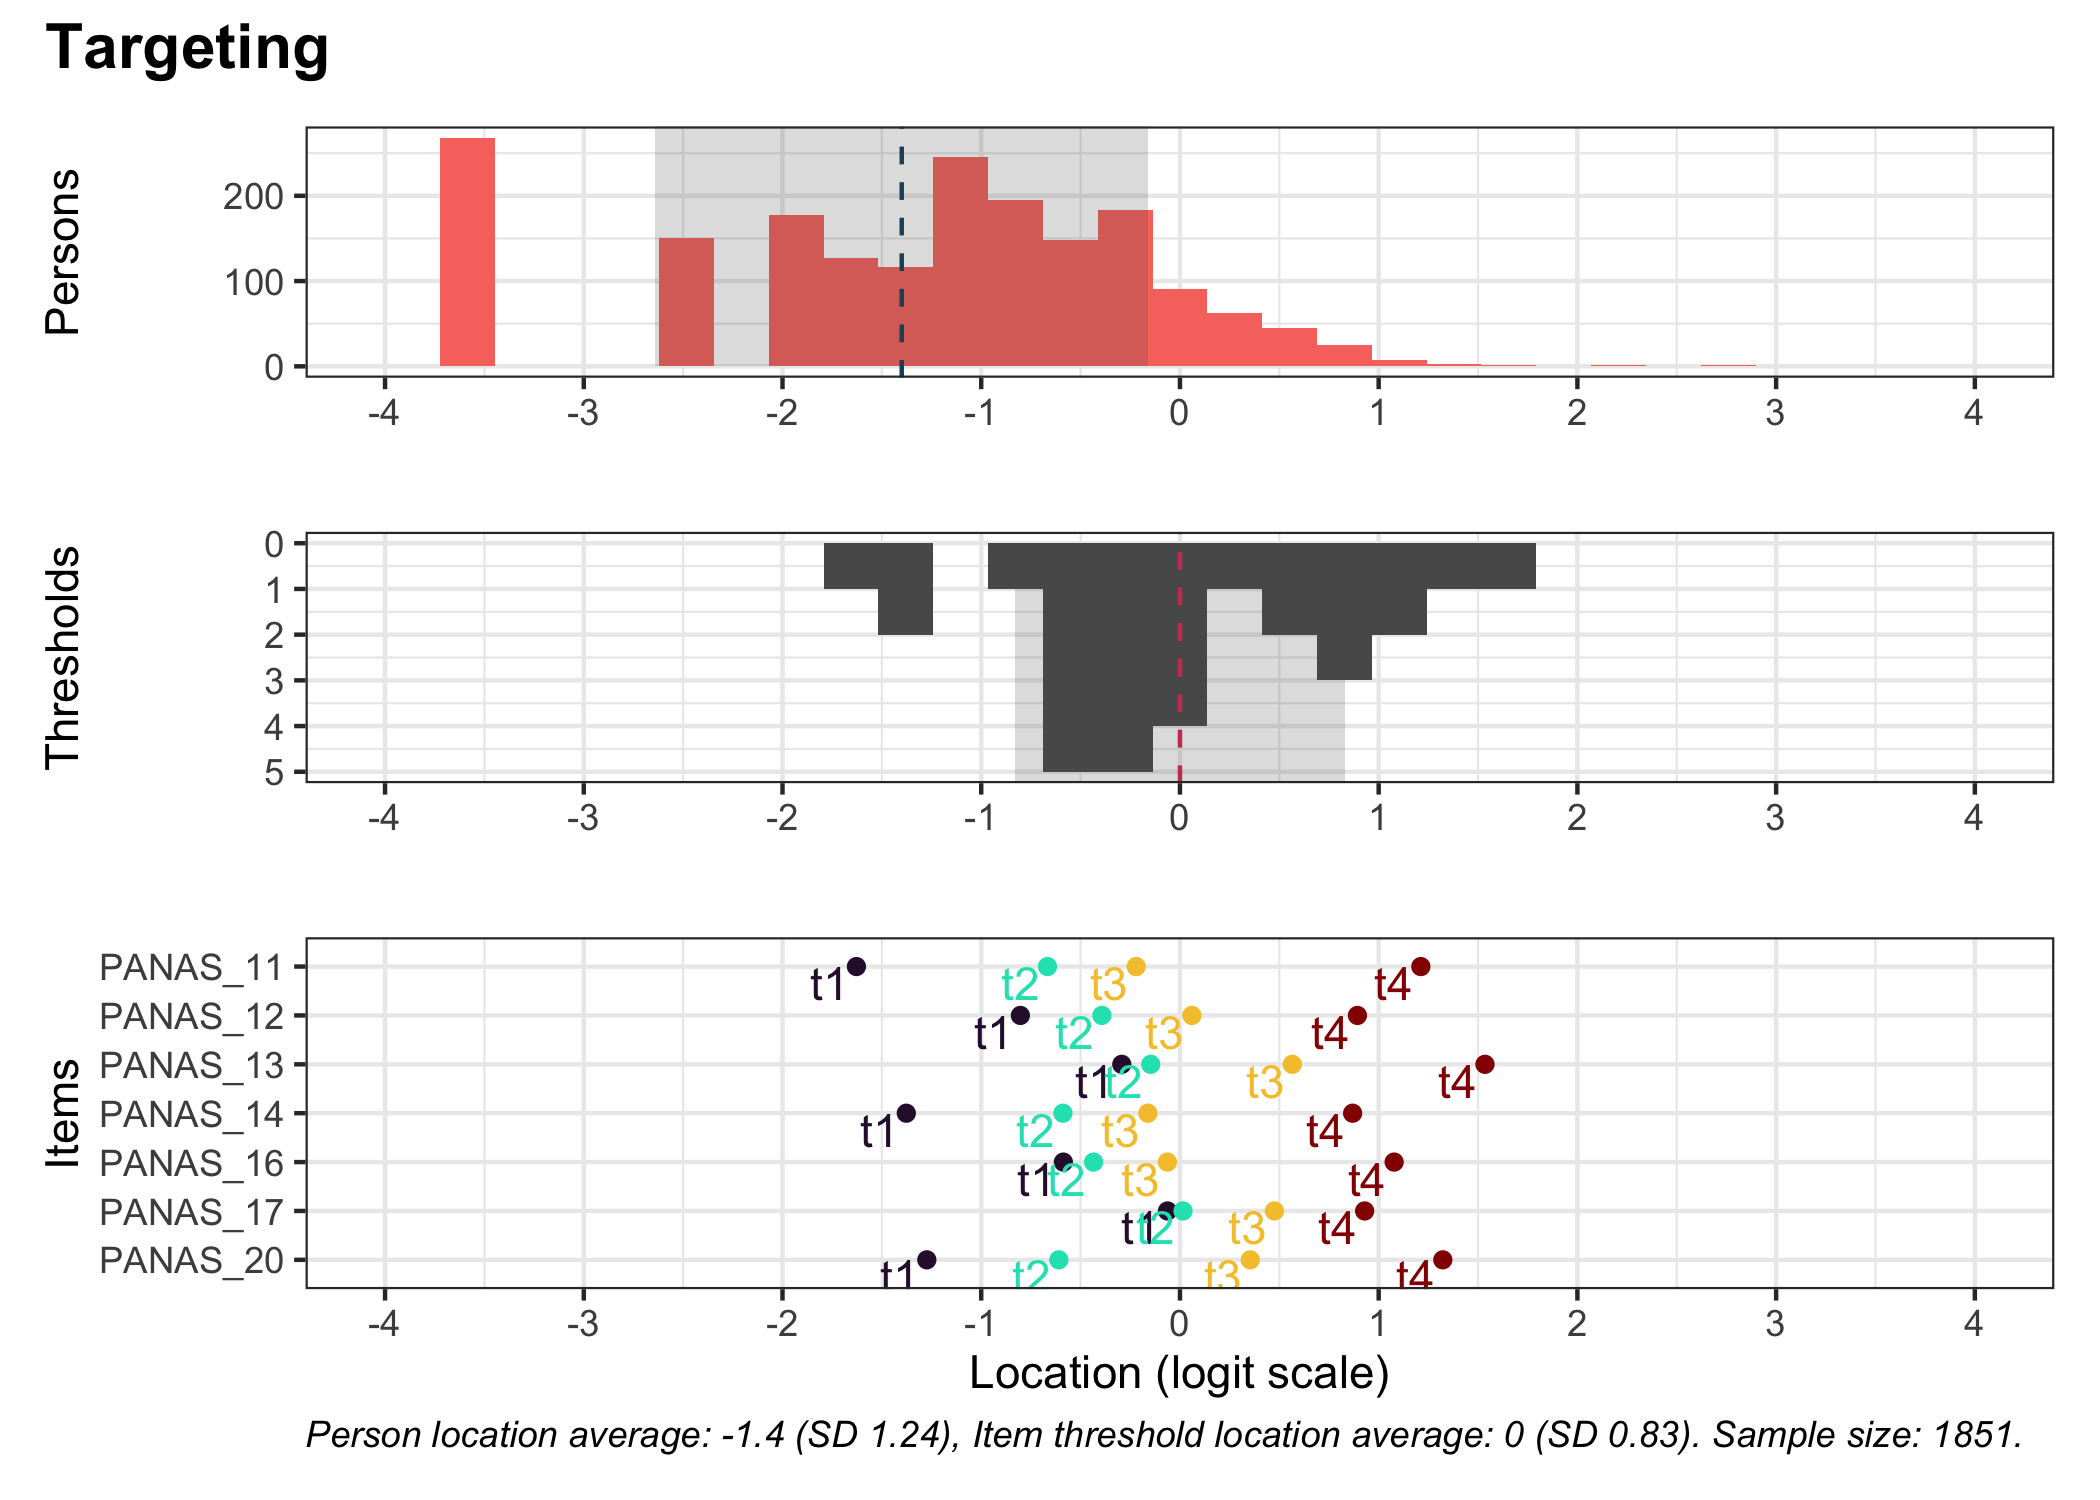 Targeting
Persons
200
100
0
-4 -3 -2 -1 0 1 2 3 4
Thresholds
0
1
2
3
4
5
-4 -3 -2 -1 0 1 2 3 4
Items
PANAS_11 t1 t2 t3 t4
PANAS_12 t1 t2 t3 t4
PANAS_13 t1 t2 t3 t4
PANAS_14 t1 t2 t3 t4
PANAS_16 t1 t2 t3 t4
PANAS_17 t1 t2 t3 t4
PANAS_20 t1 t2 t3 t4
-4 -3 -2 -1 0 1 2 3 4
Location (logit scale)
Person location average: -1.4 (SD 1.24), Item threshold location average: 0 (SD 0.83). Sample size: 1851.